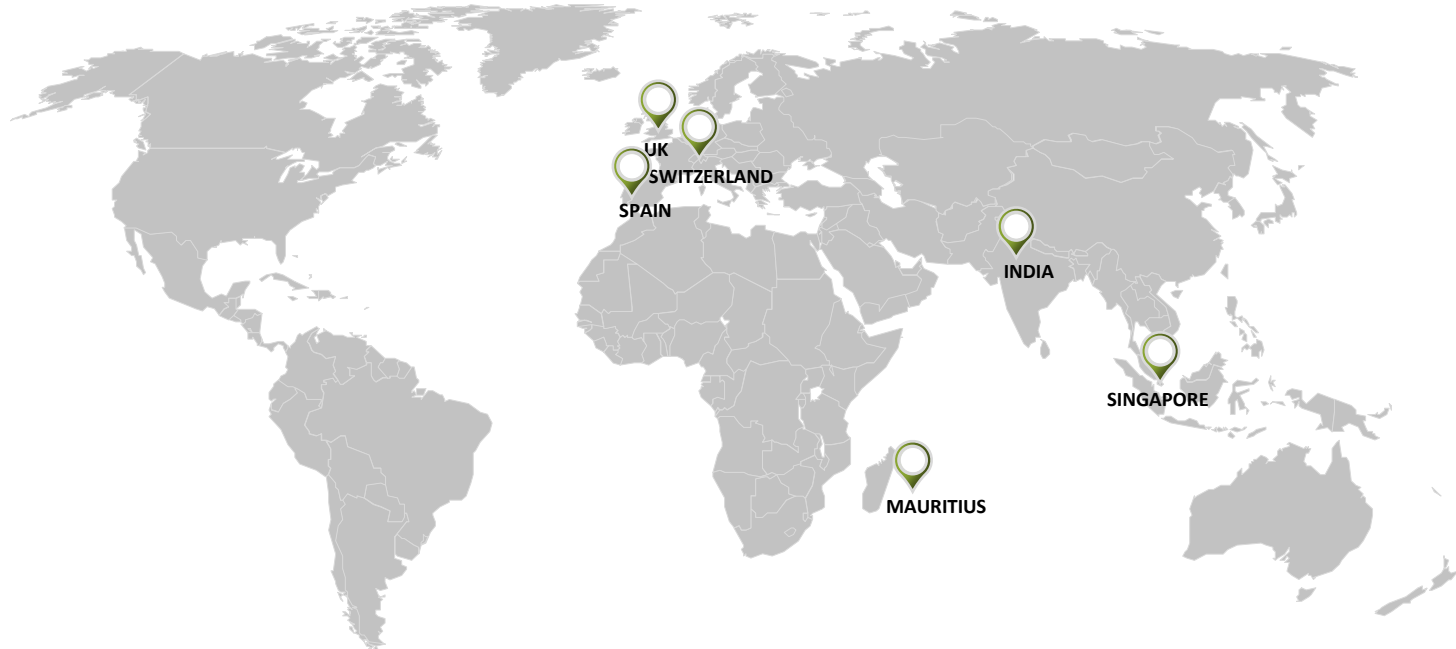 UK
SWITZERLAND
SPAIN
INDIA
SINGAPORE
MAURITIUS